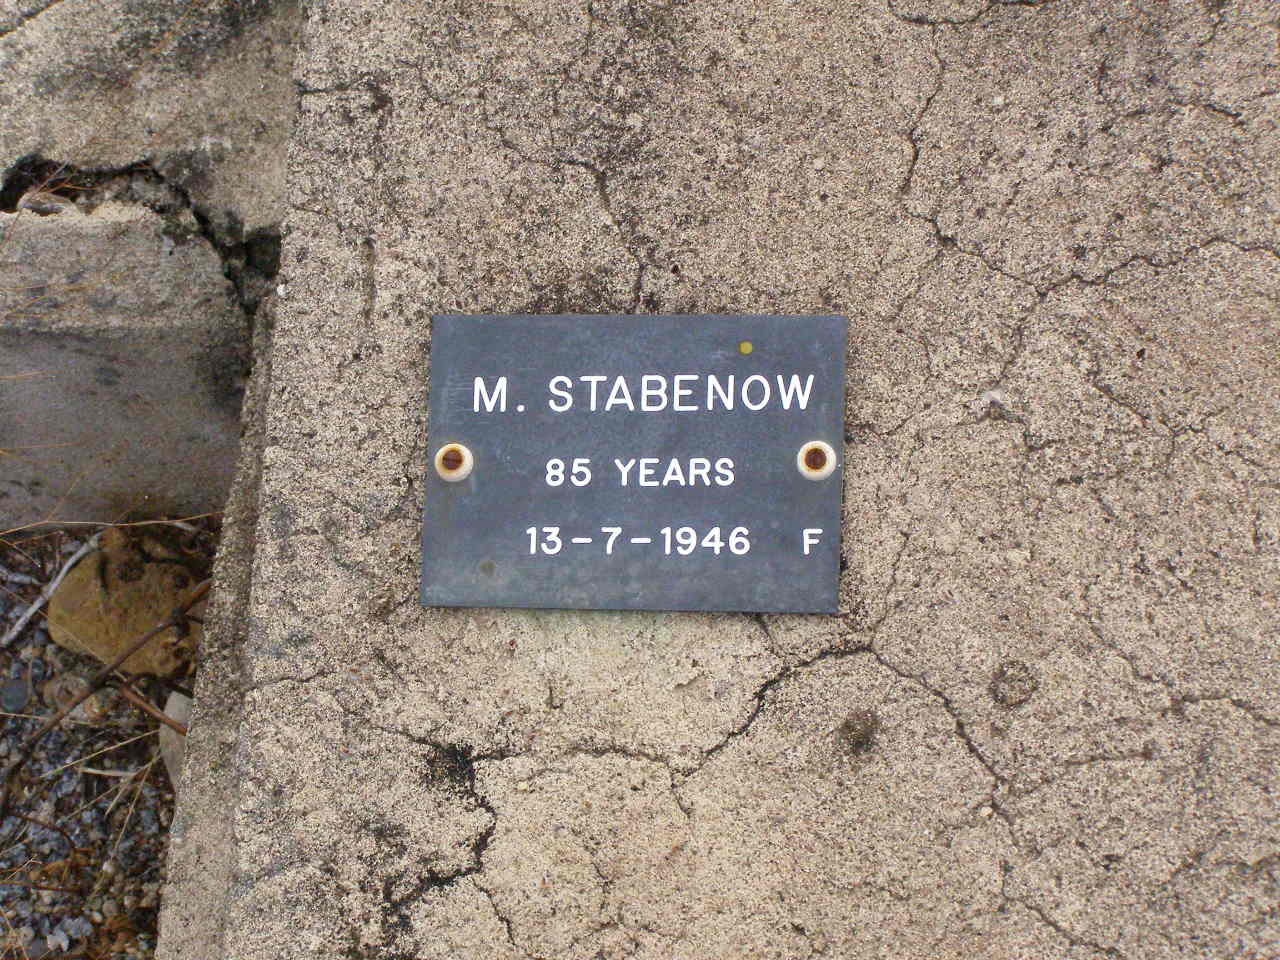 M. STABENOW
85 YEARS
13-7-1946 F